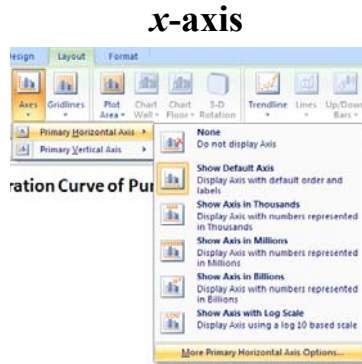 x-axis
esign Layout Format
Axes Gridlines Plot Area Chart Wall Chart Floor 3-D Rotation Trendline Lines Up/Down Bars
Primary Horizontal Axis
Primary Vertical Axis
None
Do not display Axis
Show Default Axis
Display Axis with default order and
labels
Show Axis in Thousands
Display Axis with numbers represented
in Thousands
Show Axis in Millions
Display Axis with numbers represented
in Millions
Show Axis in Billions
Display Axis with numbers represented
in Billions
Show Axis with Log Scale
Display Axis using a log 10 based scale
More Primary Horizontal Axis Options...
ration Curve of Pur